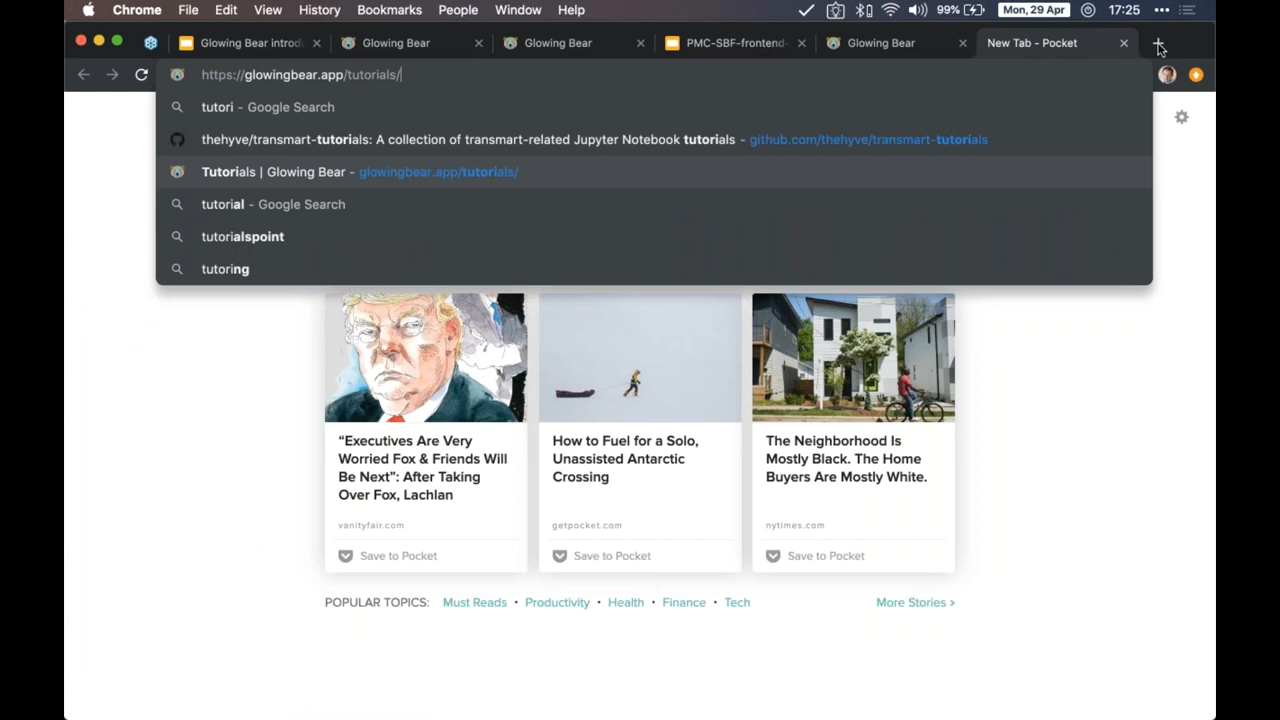 Chrome File Edit View History Bookmarks People Window Help 99% Mon, 29 Apr 17:25
Glowing Bear introd Glowing Bear Glowing Bear PMC-SBF-frontend- Glowing Bear New Tab - Pocket
https://glowingbear.app/tutorials/
tutori – Google Search
thehyve/transmart-tutorials: A collection of transmart-related Jupyter Notebook tutorials – github.com/thehyve/transmart-tutorials
Tutorials | Glowing Bear – glowingbear.app/tutorials/
tutorial – Google Search
tutorialspoint
tutoring
“Executives Are Very
Worried Fox & Friends Will
Be Next”: After Taking
Over Fox, Lachlan
vanityfair.com
Save to Pocket
How to Fuel for a Solo,
Unassisted Antarctic
Crossing
getpocket.com
Save to Pocket
The Neighborhood Is
Mostly Black. The Home
Buyers Are Mostly White.
nytimes.com
Save to Pocket
POPULAR TOPICS: Must Reads • Productivity • Health • Finance • Tech More Stories >